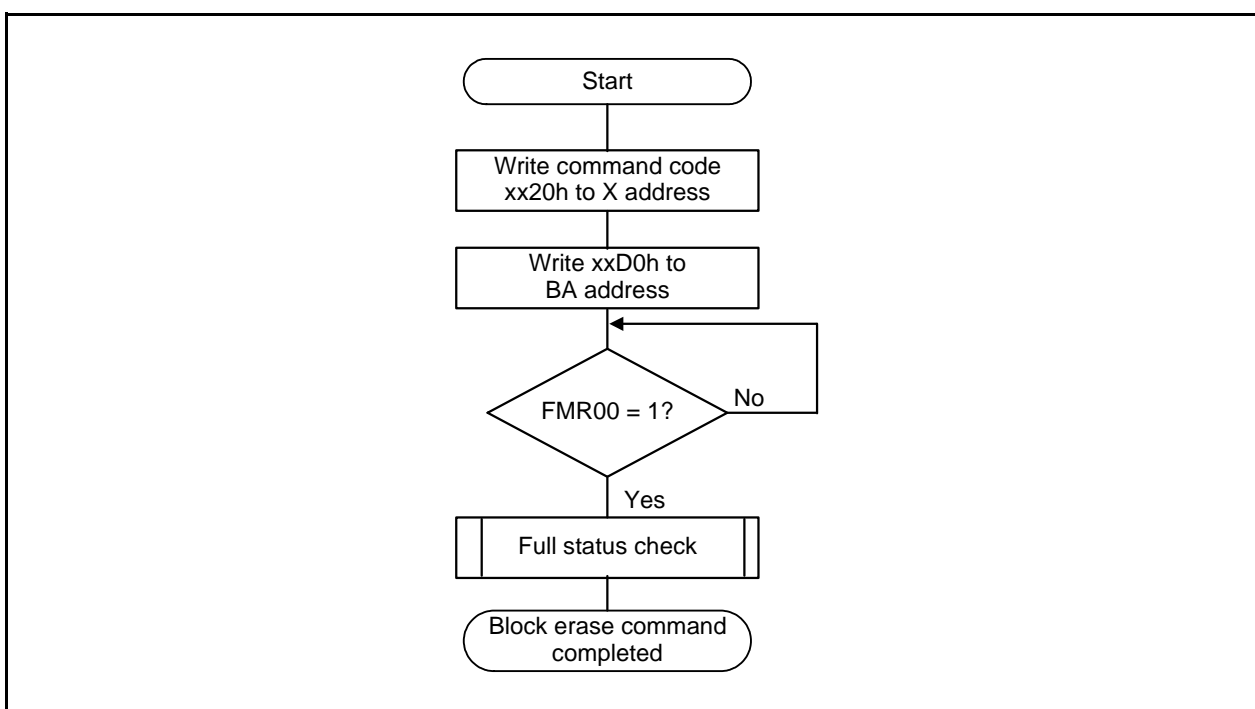 Start
Write command code
xx20h to X address
Write xxD0h to
BA address
FMR00 = 1?
No
Yes
Full status check
Block erase command
completed